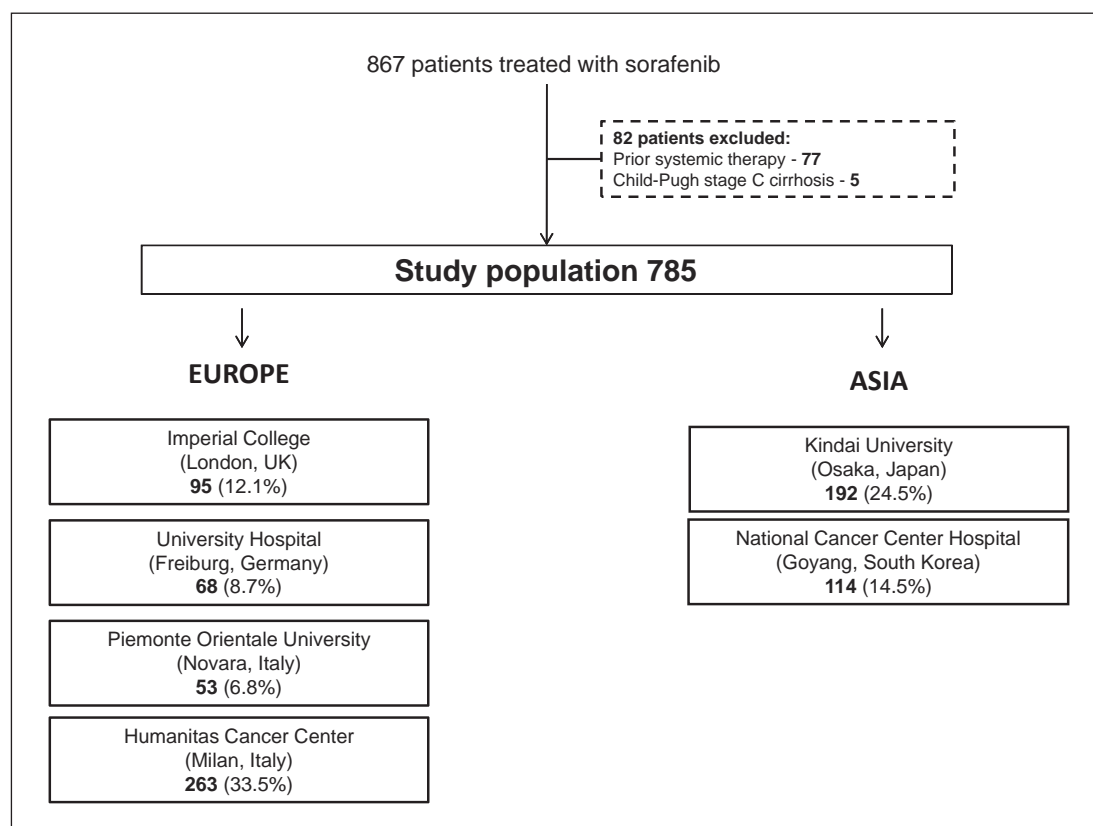 867 patients treated with sorafenib
82 patients excluded:
Prior systemic therapy - 77
Child-Pugh stage C cirrhosis - 5
Study population 785
EUROPE
Imperial College
(London, UK)
95 (12.1%)
University Hospital
(Freiburg, Germany)
68 (8.7%)
Piemonte Orientale University
(Novara, Italy)
53 (6.8%)
Humanitas Cancer Center
(Milan, Italy)
263 (33.5%)
ASIA
Kindai University
(Osaka, Japan)
192 (24.5%)
National Cancer Center Hospital
(Goyang, South Korea)
114 (14.5%)